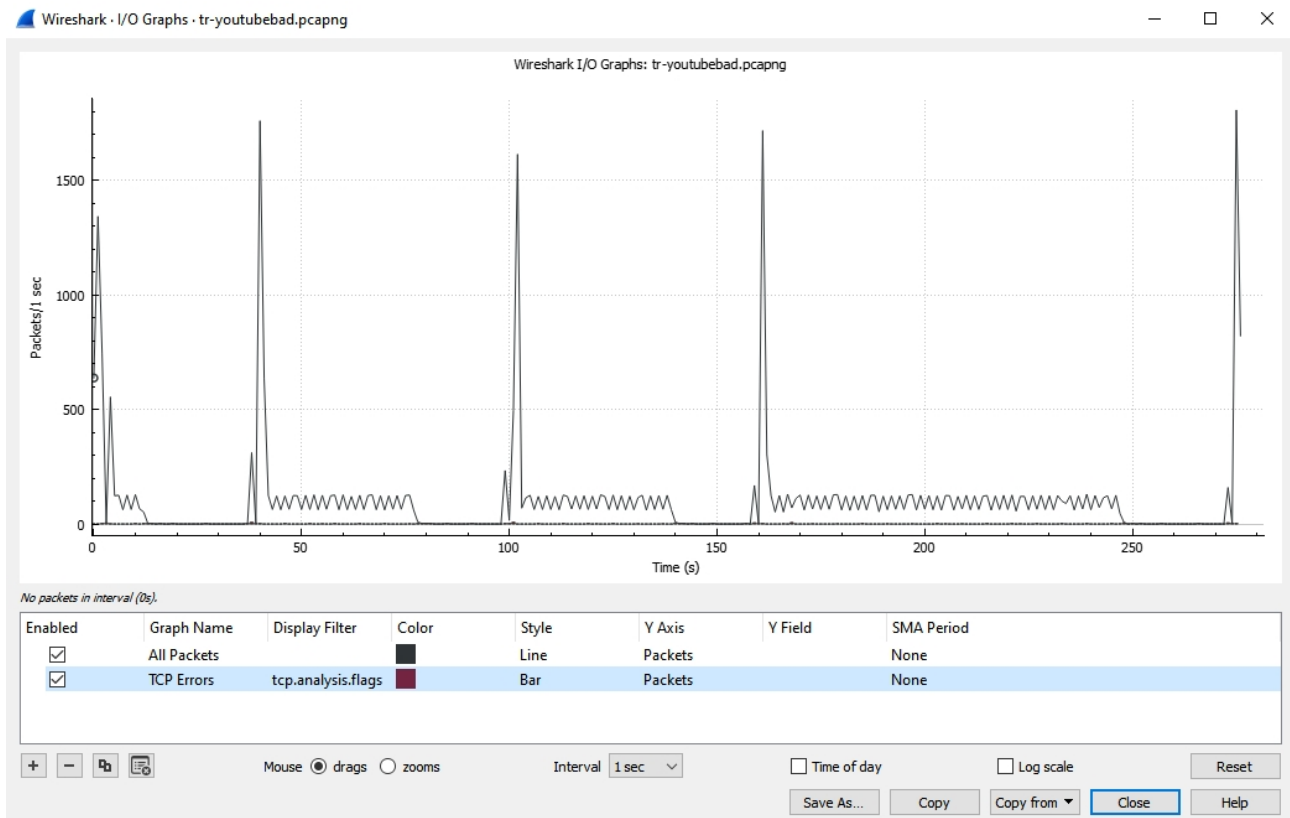 Wireshark · I/O Graphs · tr-youtubebad.pcapng
Wireshark I/O Graphs: tr-youtubebad.pcapng
Packets/1 sec
1500
1000
500
0
0 50 100 150 200 250
Time (s)
No packets in interval (0s).
Enabled Graph Name Display Filter Color Style Y Axis Y Field SMA Period
All Packets Line Packets None
TCP Errors tcp.analysis.flags Bar Packets None
Mouse drags zooms Interval 1 sec Time of day Log scale Reset
Save As... Copy Copy from Close Help